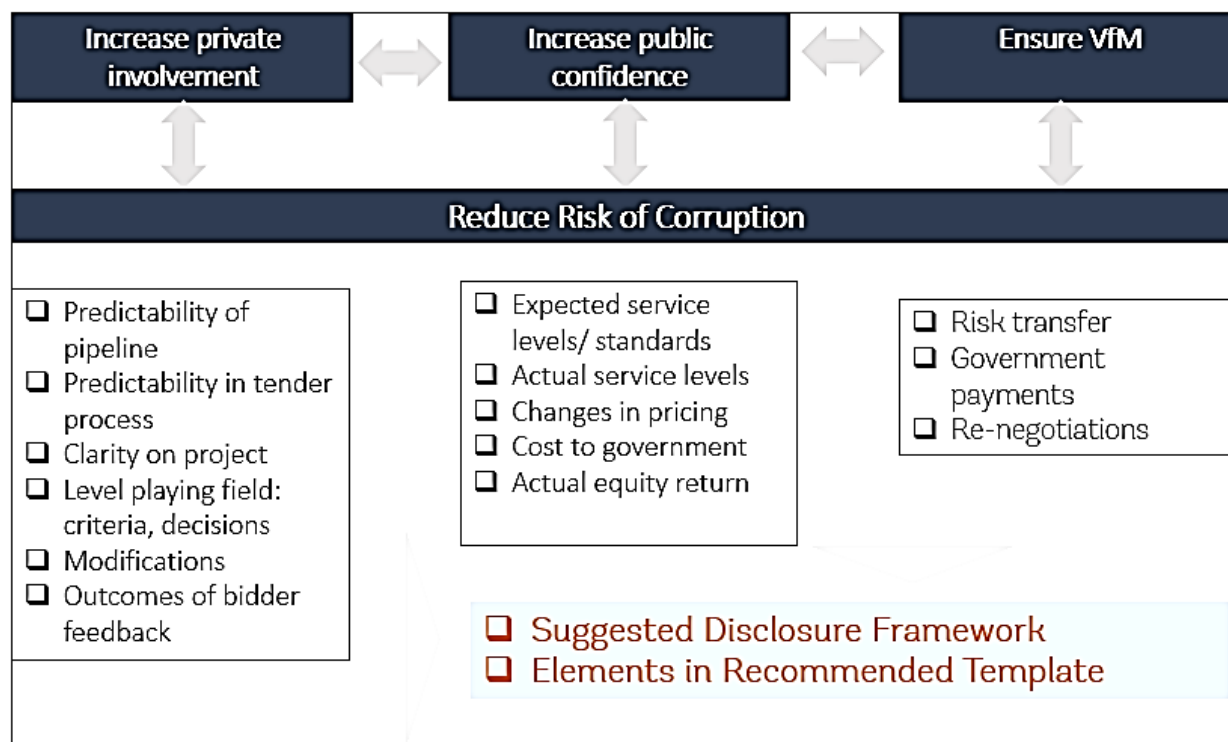 Increase private
involvement
Increase public
confidence
Ensure VfM
Reduce Risk of Corruption
❑ Predictability of
pipeline
❑ Predictability in tender
process
❑ Clarity on project
❑ Level playing field:
criteria, decisions
❑ Modifications
❑ Outcomes of bidder
feedback
❑ Expected service
levels/ standards
❑ Actual service levels
❑ Changes in pricing
❑ Cost to government
❑ Actual equity return
❑ Risk transfer
❑ Government
payments
❑ Re-negotiations
❑ Suggested Disclosure Framework
❑ Elements in Recommended Template